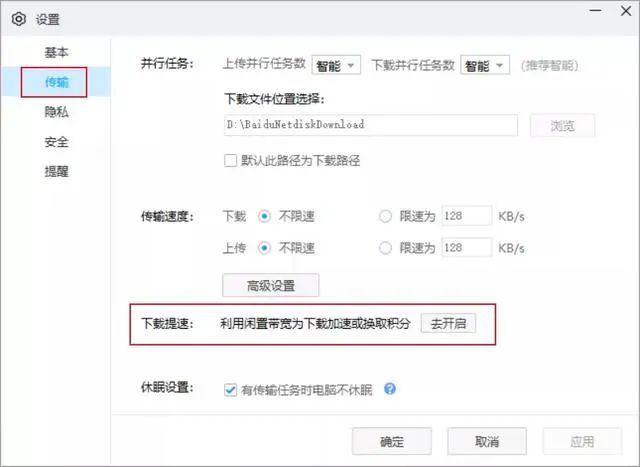 设置
基本
传输
隐私
安全
提醒
并行任务: 上传并行任务数 智能 下载并行任务数 智能 (推荐智能)
下载文件位置选择:
D:\BaiduNetdiskDownload 浏览
默认此路径为下载路径
传输速度: 下载 不限速 限速为 128 KB/s
上传 不限速 限速为 128 KB/s
高级设置
下载提速: 利用闲置带宽为下载加速或换取积分 去开启
休眠设置: 有传输任务时电脑不休眠 ?
确定 取消 应用